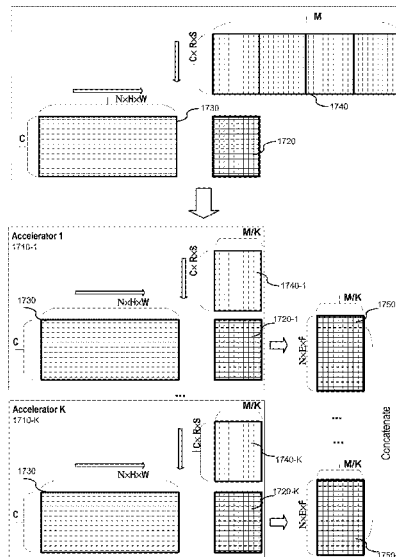 M
C× R×S
1740
N×H×W
1730
C
1720
Accelerator 1
1710-1
M/K
C× R×S
1740-1
1730
N×H×W
M/K
1750-
1720-1
C
N×E×F
...
...
Accelerator K
1710-K
M/K
C× R×S
...
Concatenate
1740-K
1730
N×H×W
M/K
1720-K
C
N×E×F
1750-